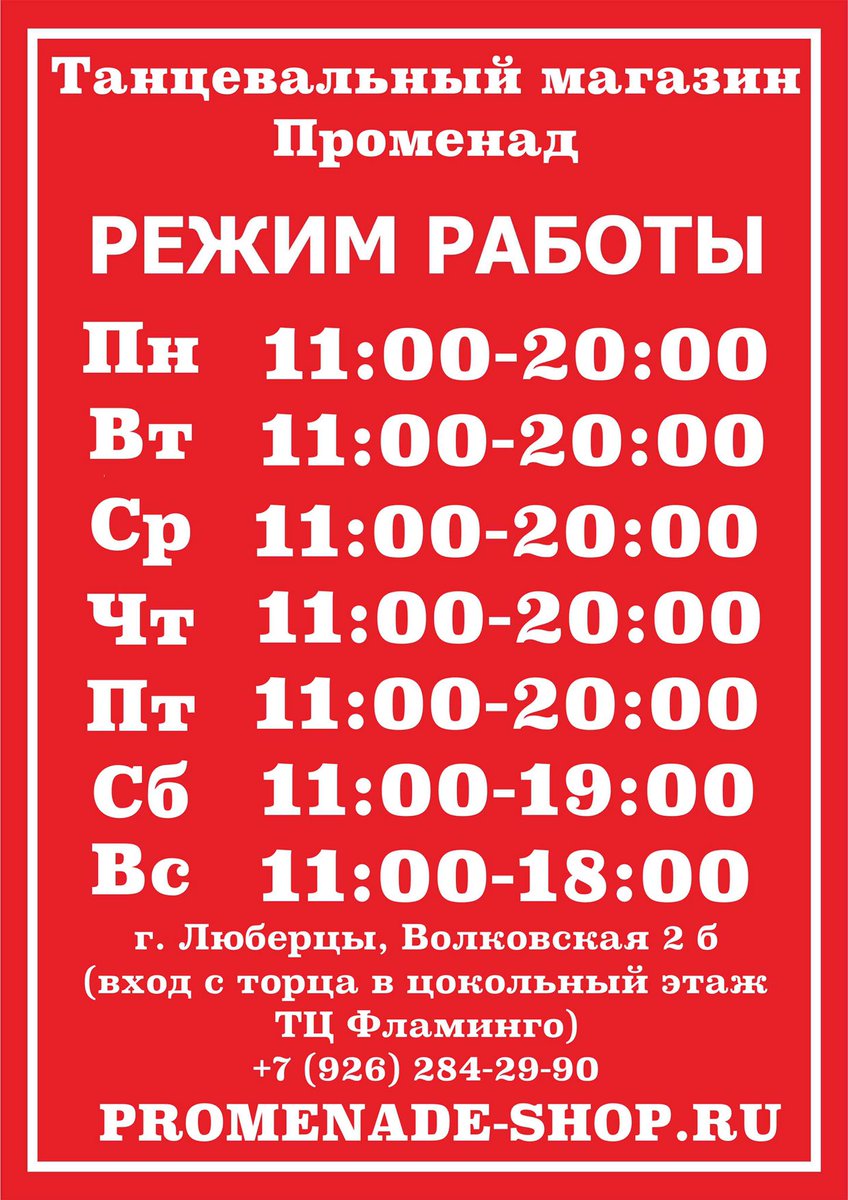 Танцевальный магазин
Променад
РЕЖИМ РАБОТЫ
Пн 11:00-20:00
Вт 11:00-20:00
Ср 11:00-20:00
Чт 11:00-20:00
Пт 11:00-20:00
Сб 11:00-19:00
Вс 11:00-18:00
г. Люберцы, Волковская 2 б
(вход с торца в цокольный этаж
ТЦ Фламинго)
+7 (926) 284-29-90
PROMENADE-SHOP.RU